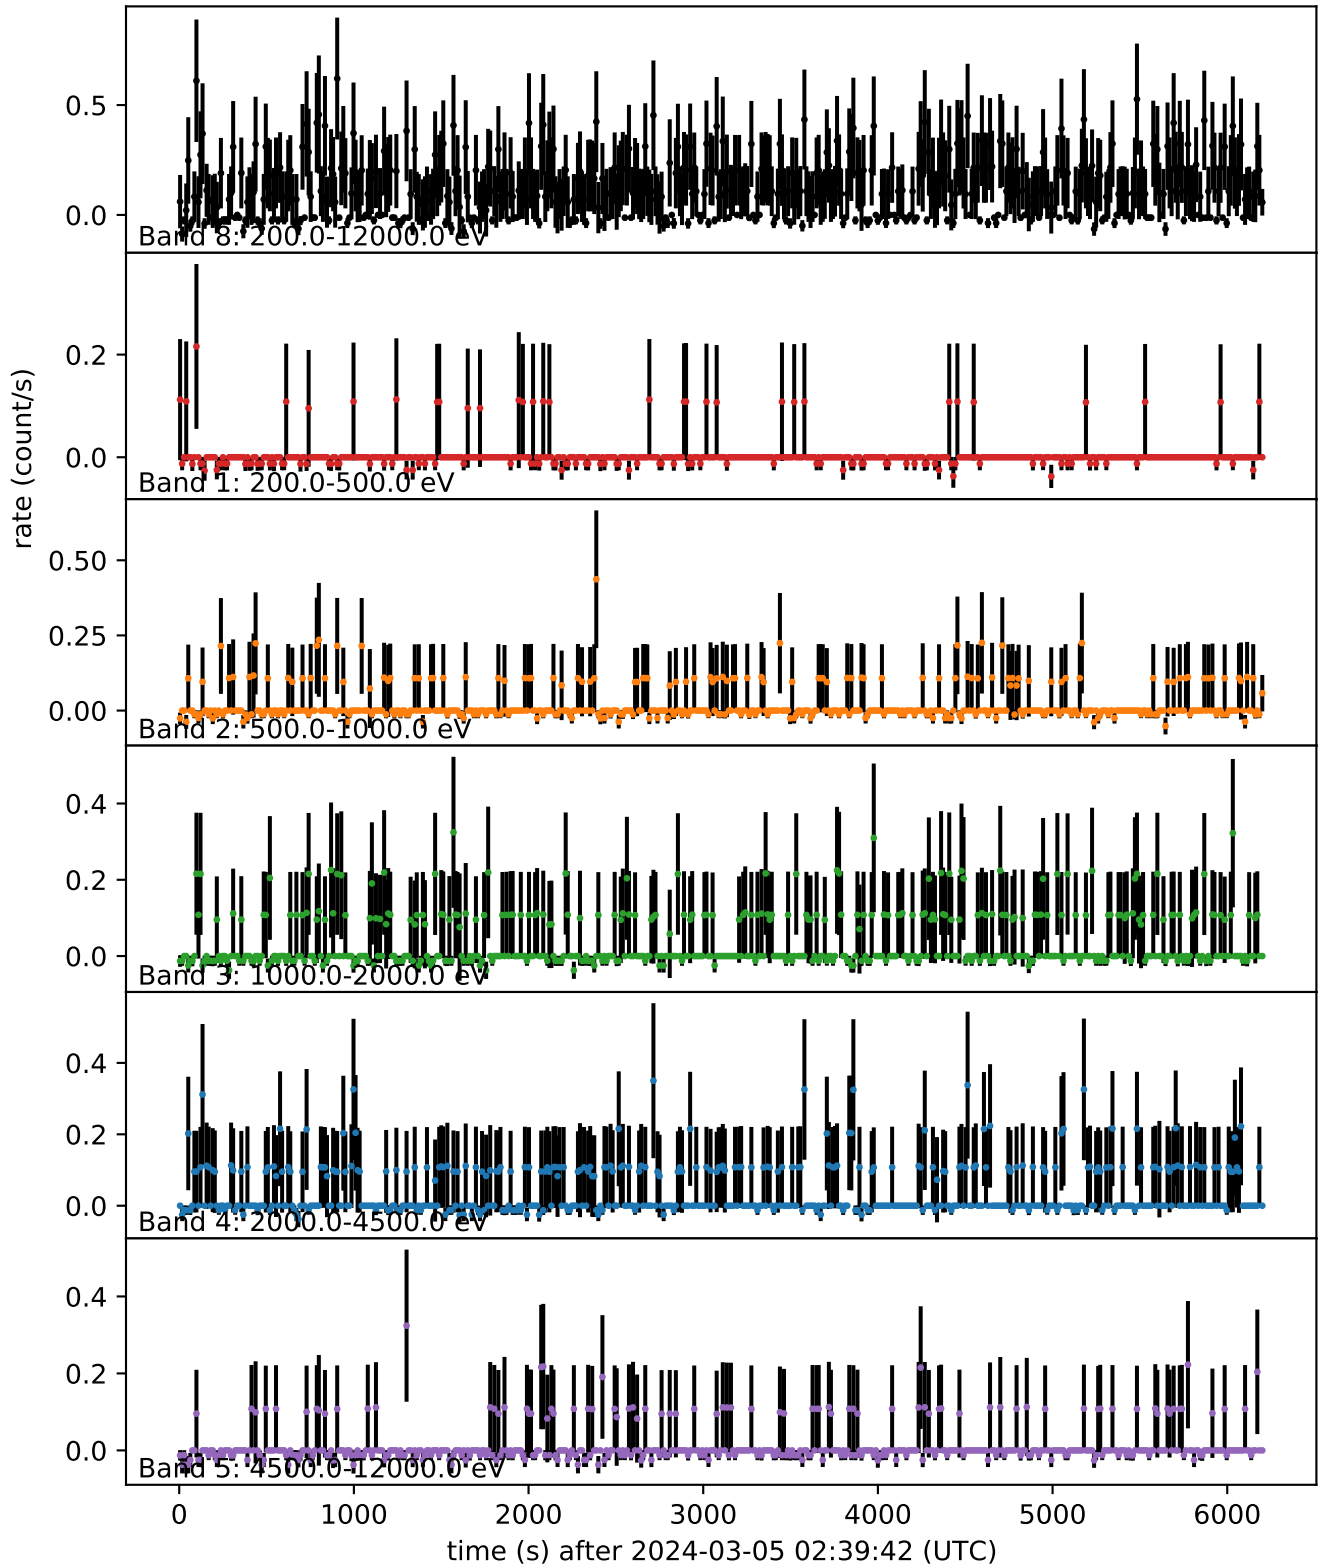 0.5
0.0
Band 8: 200.0-12000.0 eV
0.2
0.0
Band 1: 200.0-500.0 eV
rate (count/s)
0.50
0.25
0.00
Band 2: 500.0-1000.0 eV
0.4
0.2
0.0
Band 3: 1000.0-2000.0 eV
0.4
0.2
0.0
Band 4: 2000.0-4500.0 eV
0.4
0.2
0.0
Band 5: 4500.0-12000.0 eV
0 1000 2000 3000 4000 5000 6000
time (s) after 2024-03-05 02:39:42 (UTC)